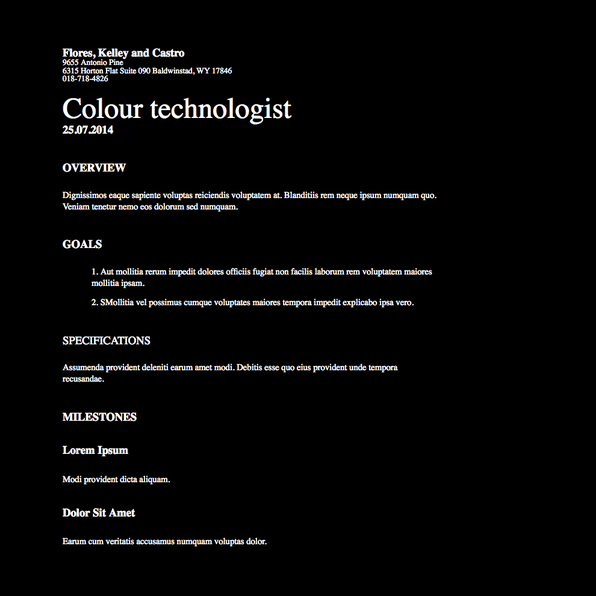 Flores, Kelley and Castro
9655 Antonio Pine
6315 Horton Flat Suite 090 Baldwinstad, WY 17846
018-718-4826
Colour technologist
25.07.2014
OVERVIEW
Dignissimos eaque sapiente voluptas reiciendis voluptatem at. Blanditiis rem neque ipsum numquam quo.
Veniam tenetur nemo eos dolorum sed numquam.
GOALS
1. Aut mollitia rerum impedit dolores officiis fugiat non facilis laborum rem voluptatem maiores
mollitia ipsam.
2. SMollitia vel possimus cumque voluptates maiores tempora impedit explicabo ipsa vero.
SPECIFICATIONS
Assumenda provident deleniti earum amet modi. Debitis esse quo eius provident unde tempora
recusandae.
MILESTONES
Lorem Ipsum
Modi provident dicta aliquam.
Dolor Sit Amet
Earum cum veritatis accusamus numquam voluptas dolor.